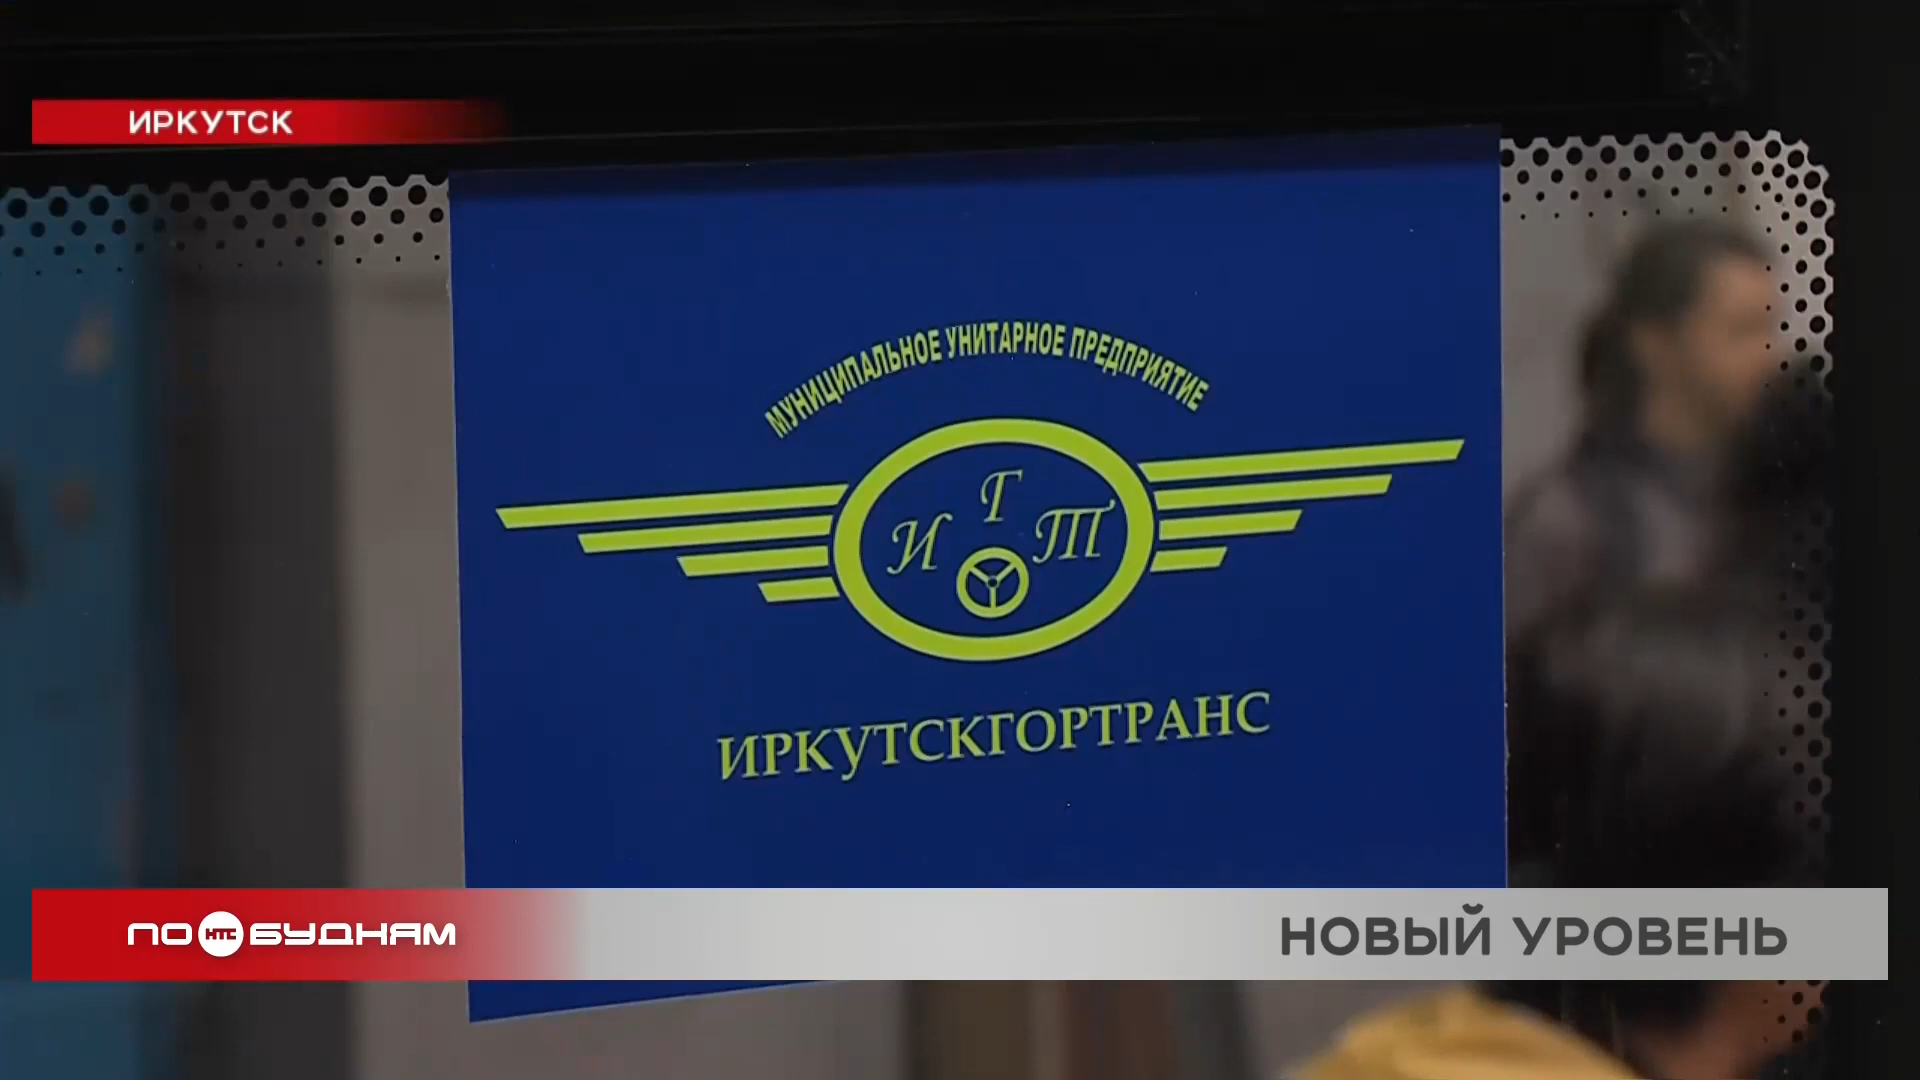 ИРКУТСК
МУНИЦИПАЛЬНОЕ УНИТАРНОЕ ПРЕДПРИЯТИЕ
И Г Т
ИРКУТСКГОРТРАНС
ПО НТС БУДНЯМ
НОВЫЙ УРОВЕНЬ